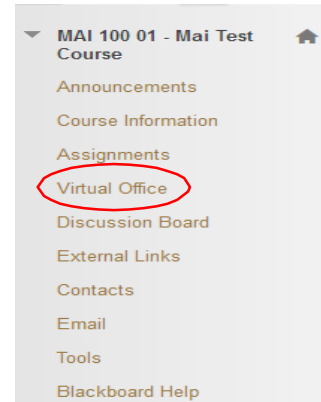 MAI 100 01 - Mai Test
Course
Announcements
Course Information
Assignments
Virtual Office
Discussion Board
External Links
Contacts
Email
Tools
Blackboard Help